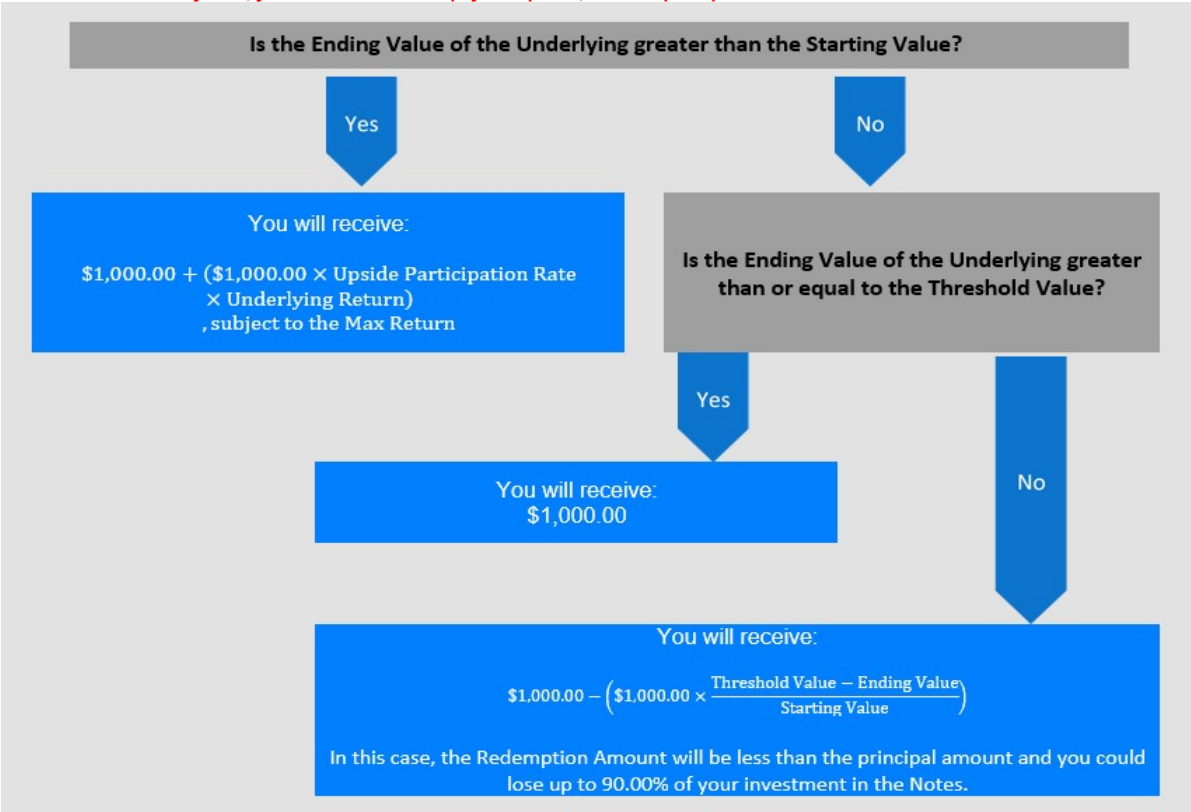 Is the Ending Value of the Underlying greater than the Starting Value?
Yes
No
You will receive:
$1,000.00 + ($1,000.00 × Upside Participation Rate
× Underlying Return)
, subject to the Max Return
Is the Ending Value of the Underlying greater
than or equal to the Threshold Value?
Yes
No
You will receive:
$1,000.00
You will receive:
$1,000.00 − ($1,000.00 × (Threshold Value − Ending Value) / Starting Value)
In this case, the Redemption Amount will be less than the principal amount and you could
lose up to 90.00% of your investment in the Notes.